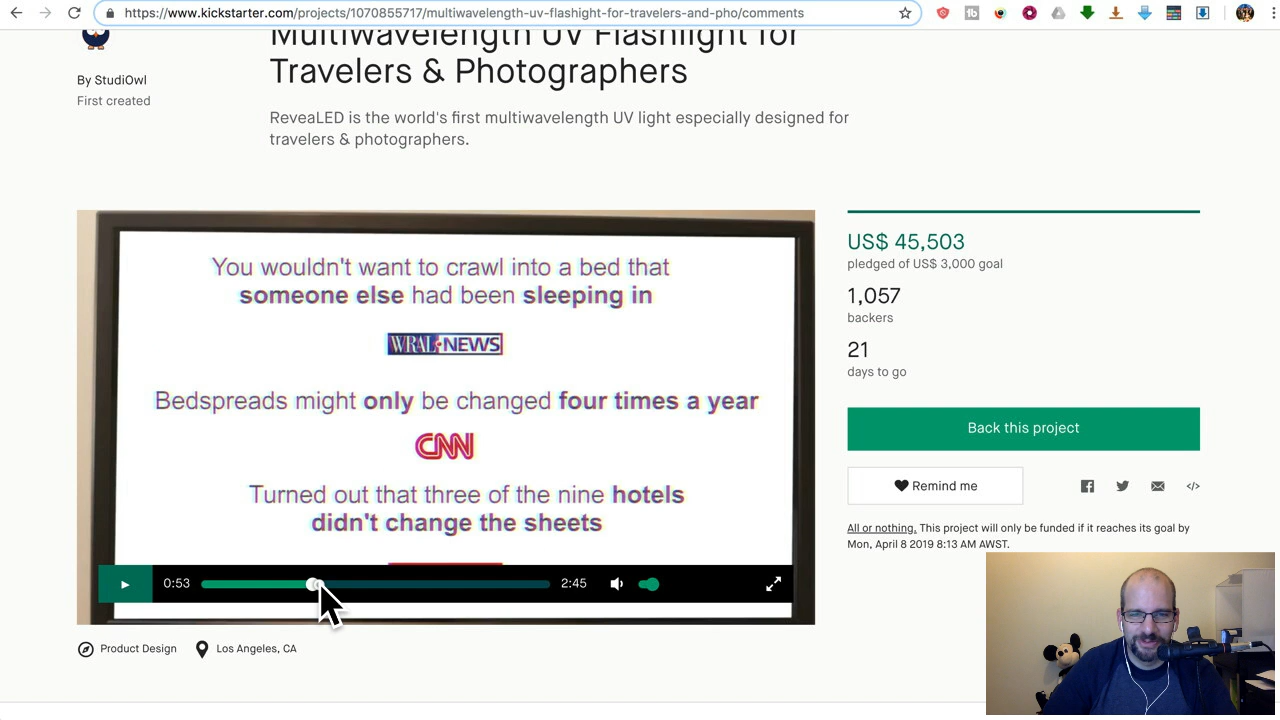 https://www.kickstarter.com/projects/1070855717/multiwavelength-uv-flashight-for-travelers-and-pho/comments
Multiwavelength UV Flashlight for
Travelers & Photographers
By StudiOwl
First created
ReveaLED is the world's first multiwavelength UV light especially designed for
travelers & photographers.
You wouldn't want to crawl into a bed that
someone else had been sleeping in
WRAL NEWS
Bedspreads might only be changed four times a year
CNN
Turned out that three of the nine hotels
didn't change the sheets
0:53
2:45
Product Design
Los Angeles, CA
US$ 45,503
pledged of US$ 3,000 goal
1,057
backers
21
days to go
Back this project
Remind me
All or nothing. This project will only be funded if it reaches its goal by
Mon, April 8 2019 8:13 AM AWST.